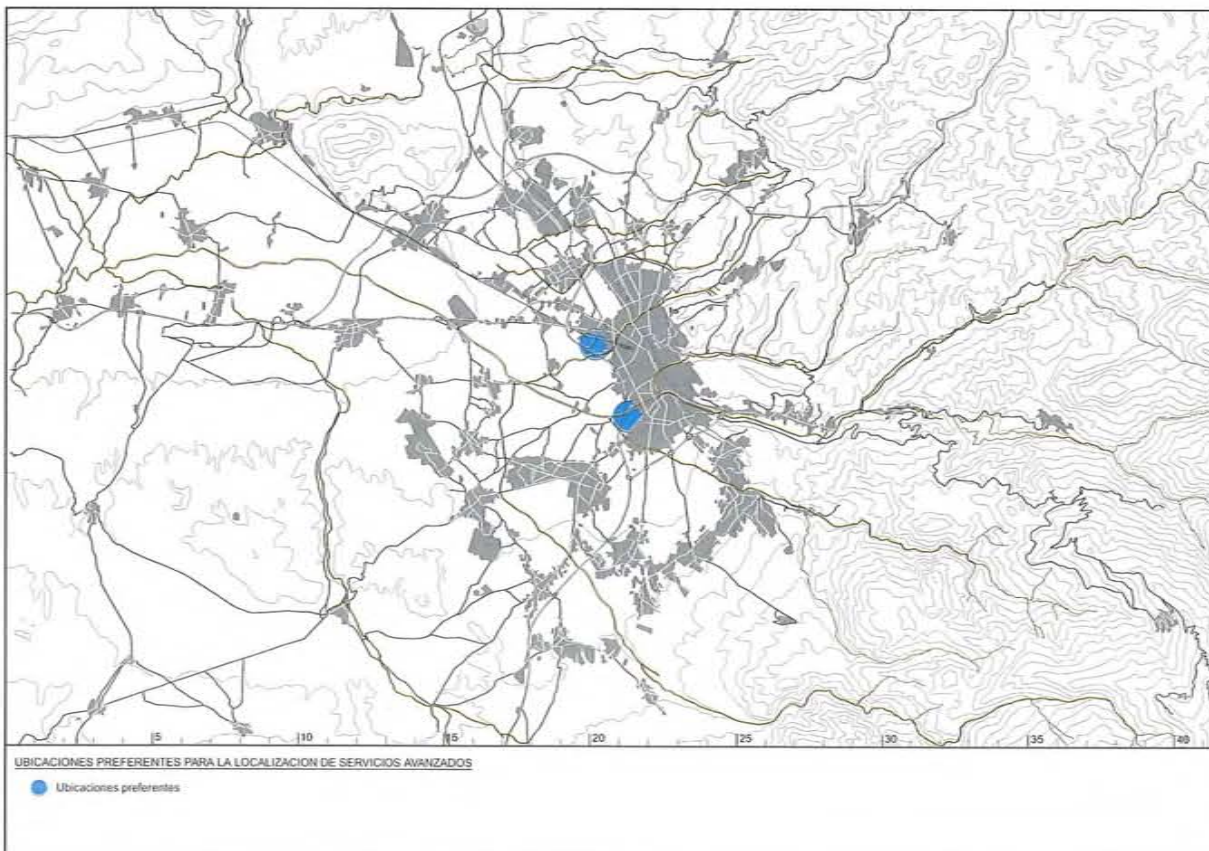 5 10 15 20 25 30 35 40
UBICACIONES PREFERENTES PARA LA LOCALIZACION DE SERVICIOS AVANZADOS
Ubicaciones preferentes